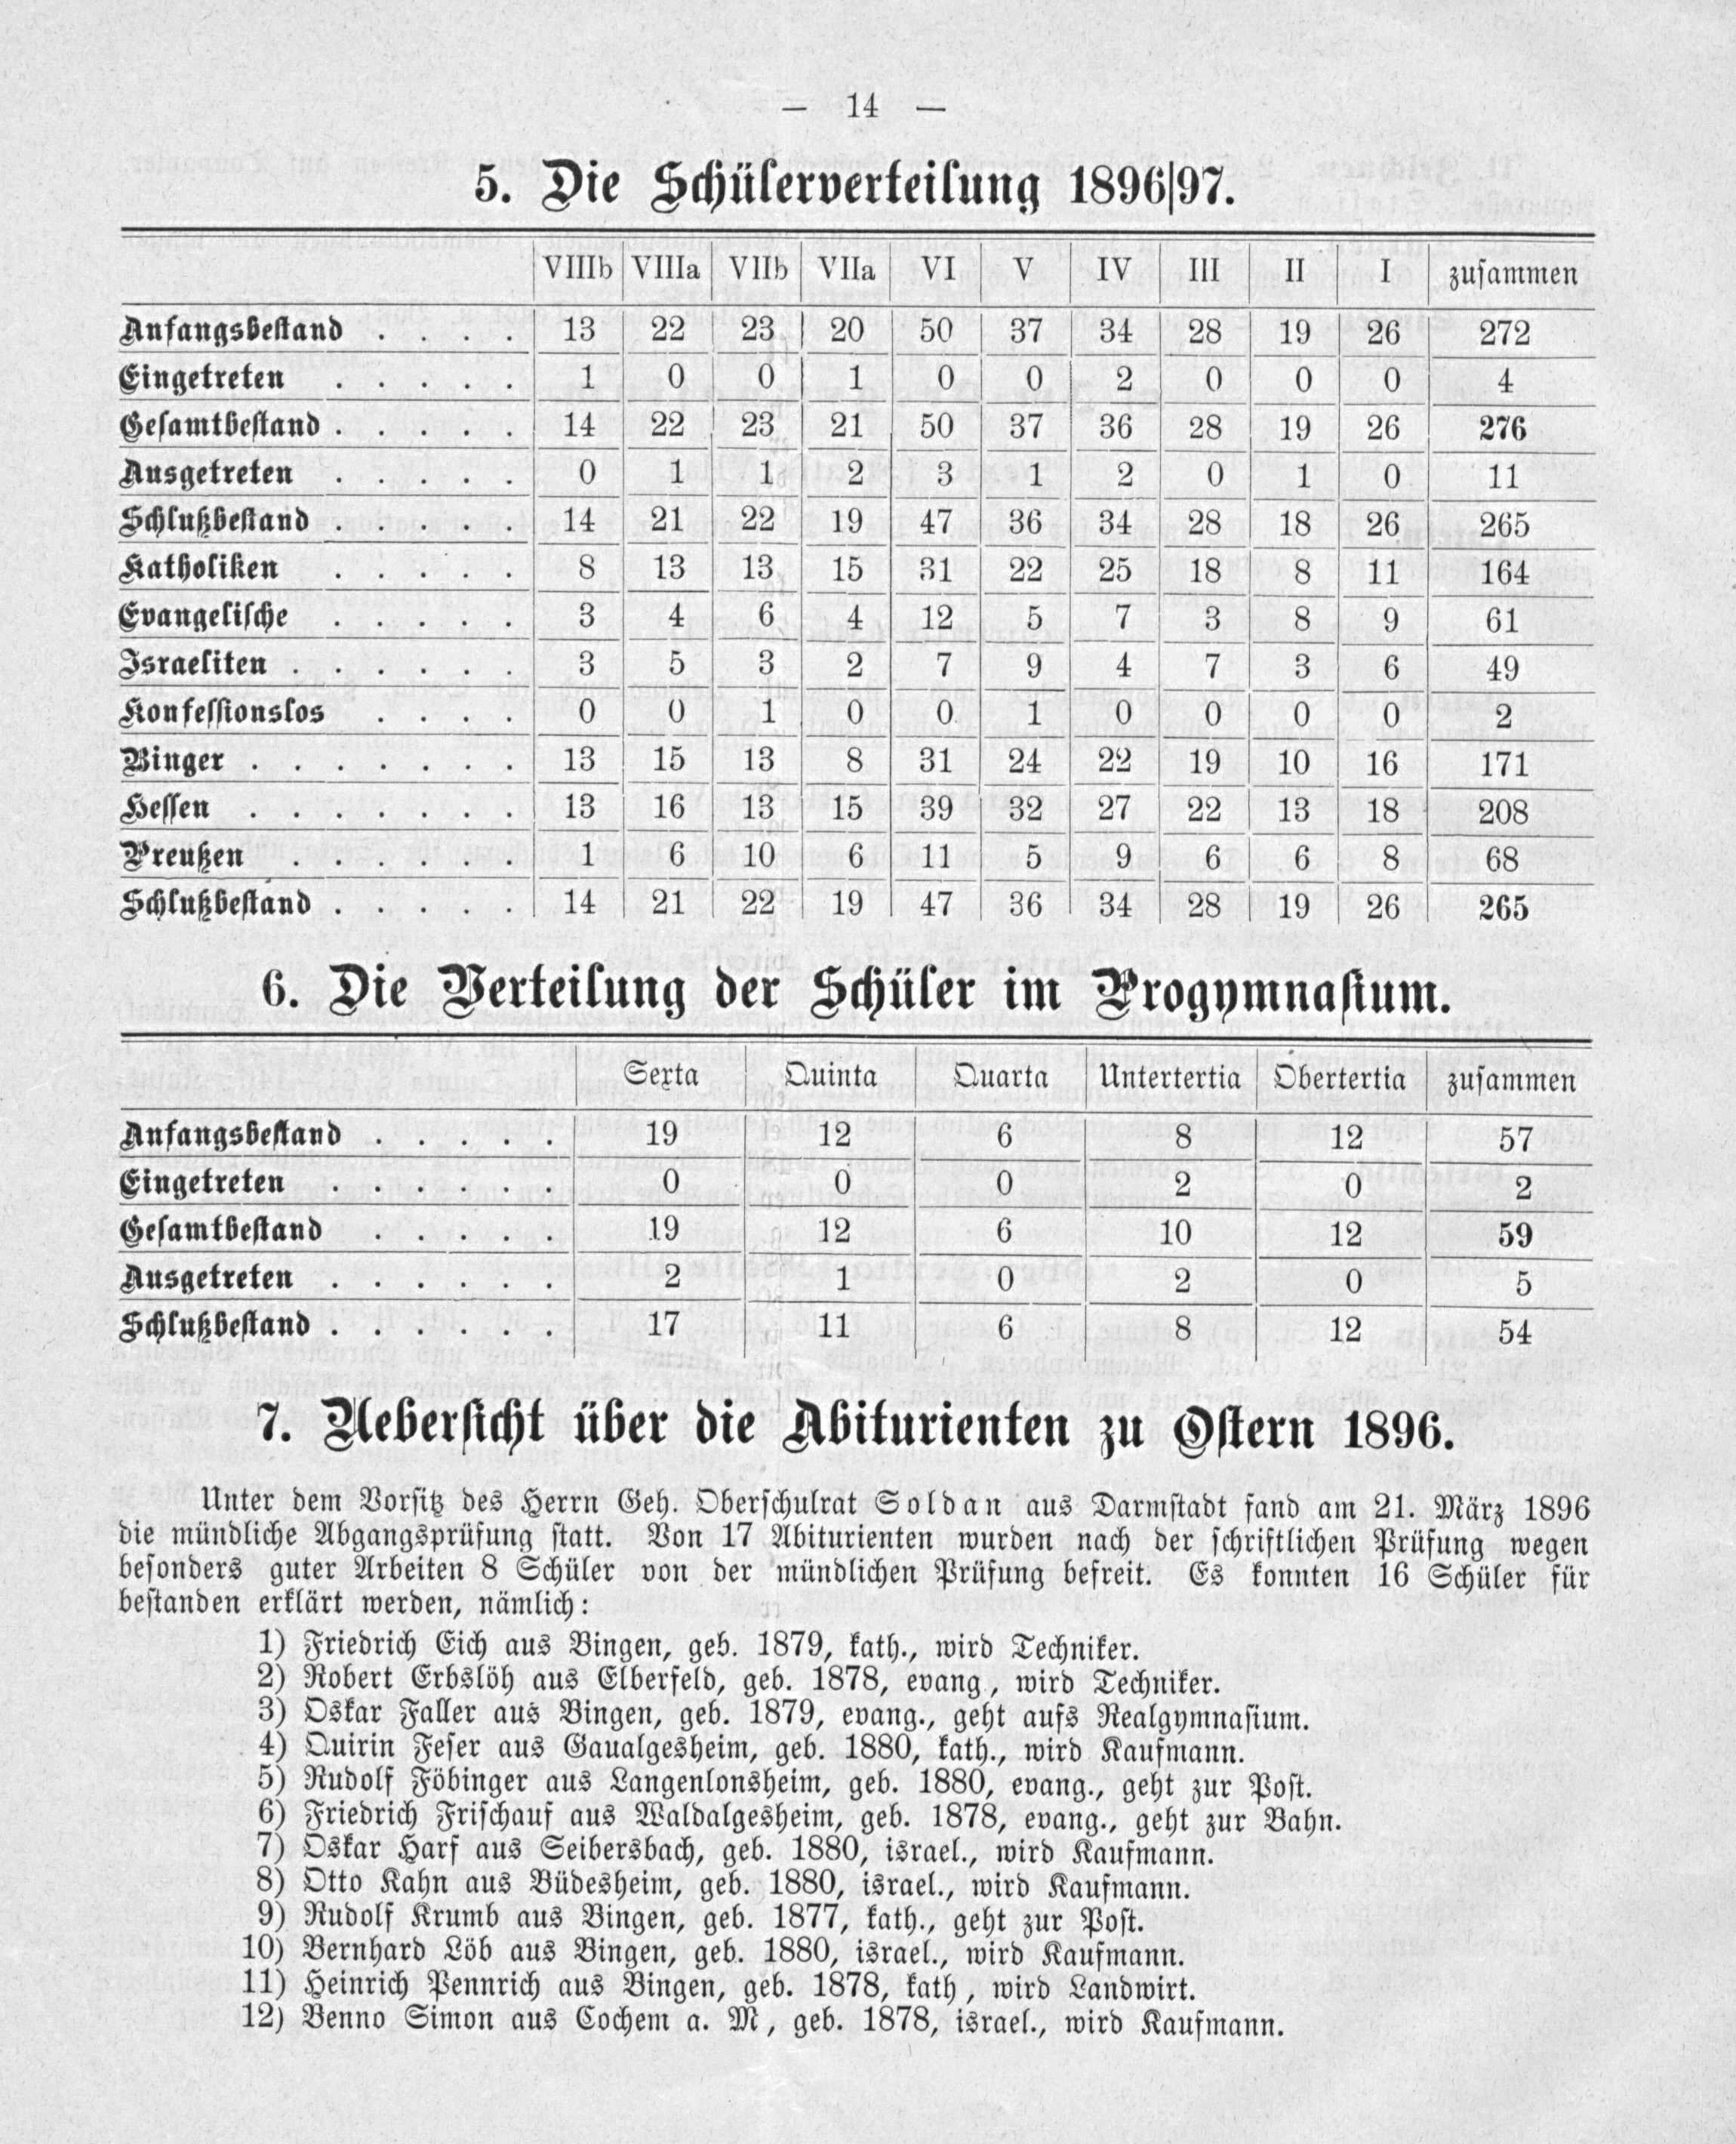 — 14 —
5. Die Schülerverteilung 1896|97.
VIIIb VIIIa VIIb VIIa VI V IV III II I zusammen
Anfangsbestand . . . . 13 22 23 20 50 37 34 28 19 26 272
Eingetreten . . . . . 1 0 0 1 0 0 2 0 0 0 4
Gesamtbestand . . . . . 14 22 23 21 50 37 36 28 19 26 276
Ausgetreten . . . . . 0 1 1 2 3 1 2 0 1 0 11
Schlußbestand . . . . . 14 21 22 19 47 36 34 28 18 26 265
Katholiken . . . . . 8 13 13 15 31 22 25 18 8 11 164
Evangelische . . . . . 3 4 6 4 12 5 7 3 8 9 61
Israeliten . . . . . . 3 5 3 2 7 9 4 7 3 6 49
Konfessionslos . . . . 0 0 1 0 0 1 0 0 0 0 2
Binger . . . . . . . 13 15 13 8 31 24 22 19 10 16 171
Hessen . . . . . . . 13 16 13 15 39 32 27 22 13 18 208
Preußen . . . . . . 1 6 10 6 11 5 9 6 6 8 68
Schlußbestand . . . . . 14 21 22 19 47 36 34 28 19 26 265
6. Die Verteilung der Schüler im Progymnasium.
Sexta Quinta Quarta Untertertia Obertertia zusammen
Anfangsbestand . . . . . 19 12 6 8 12 57
Eingetreten . . . . . . 0 0 0 2 0 2
Gesamtbestand . . . . . 19 12 6 10 12 59
Ausgetreten . . . . . . 2 1 0 2 0 5
Schlußbestand . . . . . . 17 11 6 8 12 54
7. Uebersicht über die Abiturienten zu Ostern 1896.
Unter dem Vorsitz des Herrn Geh. Oberschulrat Soldan aus Darmstadt fand am 21. März 1896
die mündliche Abgangsprüfung statt. Von 17 Abiturienten wurden nach der schriftlichen Prüfung wegen
besonders guter Arbeiten 8 Schüler von der mündlichen Prüfung befreit. Es konnten 16 Schüler für
bestanden erklärt werden, nämlich:
1) Friedrich Eich aus Bingen, geb. 1879, kath., wird Techniker.
2) Robert Erbslöh aus Elberfeld, geb. 1878, evang., wird Techniker.
3) Oskar Faller aus Bingen, geb. 1879, evang., geht aufs Realgymnasium.
4) Quirin Feser aus Gaualgesheim, geb. 1880, kath., wird Kaufmann.
5) Rudolf Föbinger aus Langenlonsheim, geb. 1880, evang., geht zur Post.
6) Friedrich Frischauf aus Waldalgesheim, geb. 1878, evang., geht zur Bahn.
7) Oskar Harf aus Seibersbach, geb. 1880, israel., wird Kaufmann.
8) Otto Kahn aus Büdesheim, geb. 1880, israel., wird Kaufmann.
9) Rudolf Krumb aus Bingen, geb. 1877, kath., geht zur Post.
10) Bernhard Löb aus Bingen, geb. 1880, israel., wird Kaufmann.
11) Heinrich Pennrich aus Bingen, geb. 1878, kath, wird Landwirt.
12) Benno Simon aus Cochem a. M, geb. 1878, israel., wird Kaufmann.